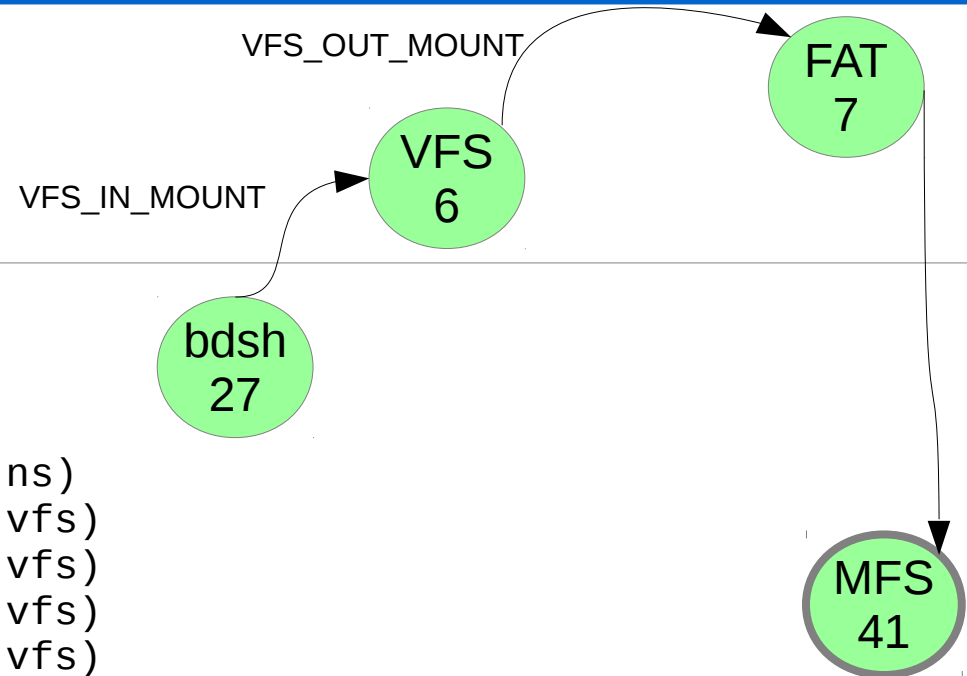 VFS_OUT_MOUNT
FAT
7
VFS
6
VFS_IN_MOUNT
bdsh
27
ns)
vfs)
vfs)
vfs)
vfs)
MFS
41